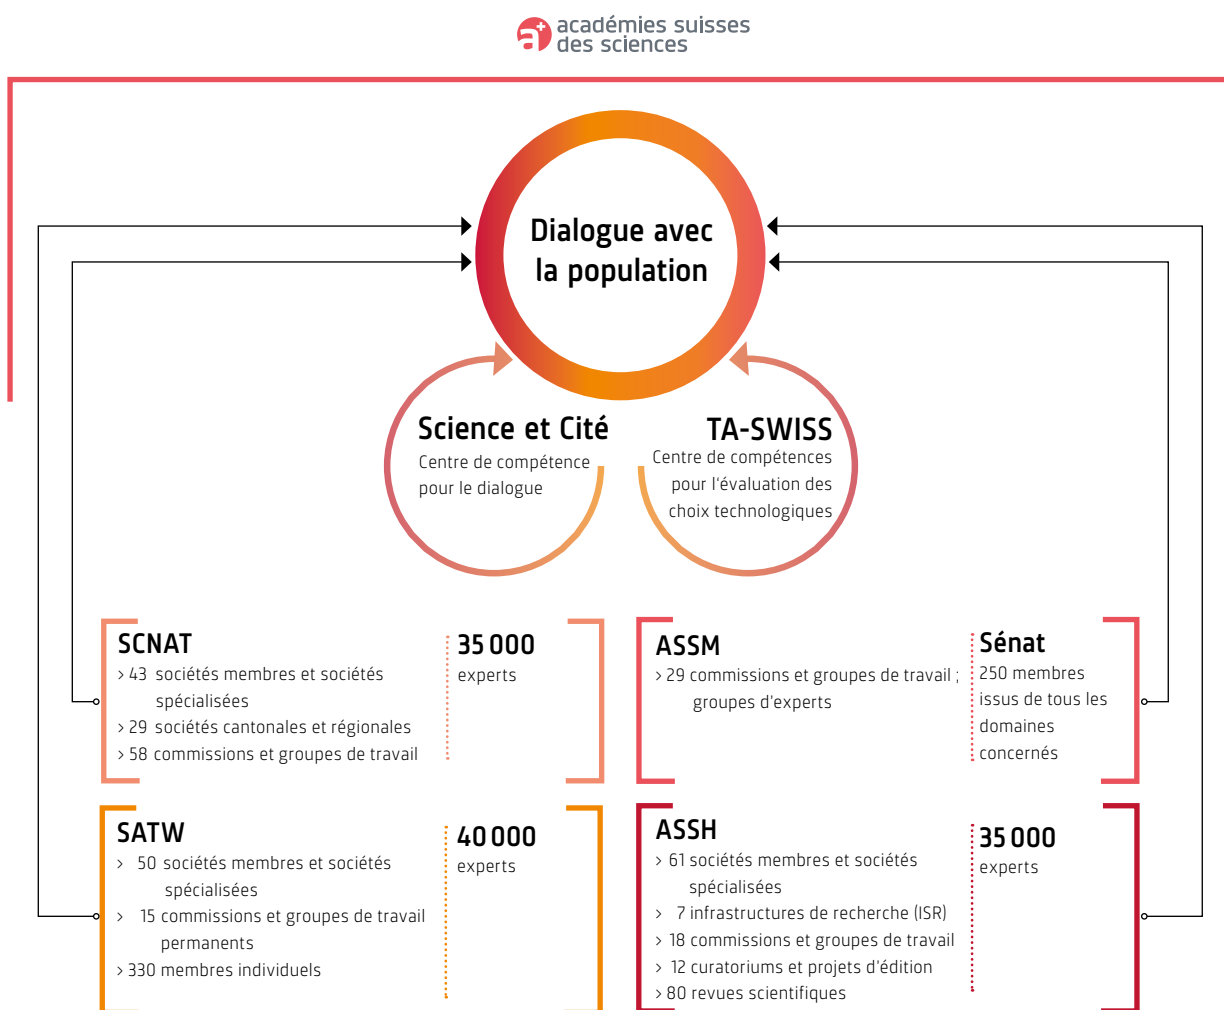 a+
académies suisses
des sciences
Dialogue avec
la population
Science et Cité
Centre de compétence
pour le dialogue
TA-SWISS
Centre de compétences
pour l'évaluation des
choix technologiques
SCNAT
> 43 sociétés membres et sociétés
spécialisées
> 29 sociétés cantonales et régionales
> 58 commissions et groupes de travail
35 000
experts
ASSM
> 29 commissions et groupes de travail ;
groupes d'experts
Sénat
250 membres
issus de tous les
domaines
concernés
SATW
> 50 sociétés membres et sociétés
spécialisées
> 15 commissions et groupes de travail
permanents
> 330 membres individuels
40 000
experts
ASSH
> 61 sociétés membres et sociétés
spécialisées
> 7 infrastructures de recherche (ISR)
> 18 commissions et groupes de travail
> 12 curatoriums et projets d'édition
> 80 revues scientifiques
35 000
experts